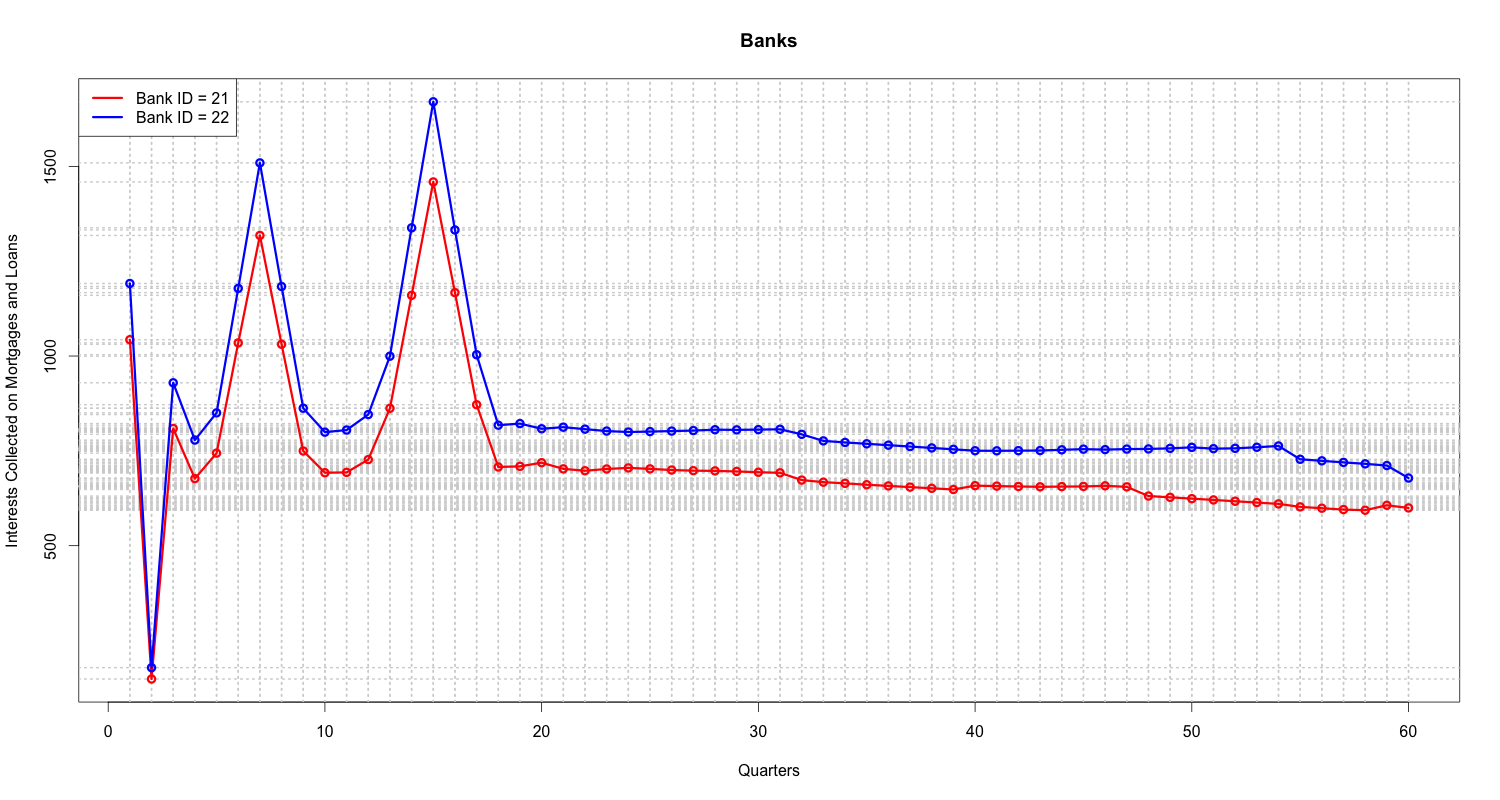 Banks
Bank ID = 21
Bank ID = 22
Interests Collected on Mortgages and Loans
1500
1000
500
0 10 20 30 40 50 60
Quarters